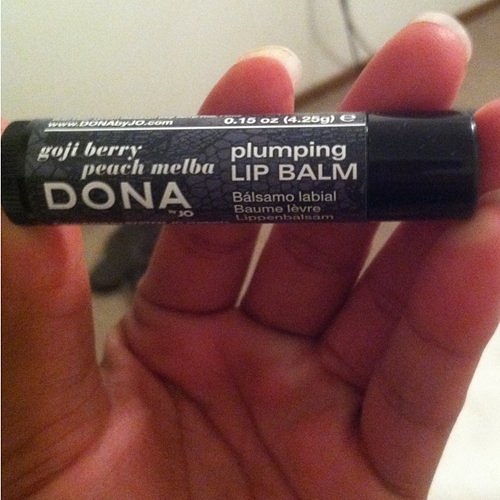 www.DONAbyJO.com
0.15 oz (4.25g) e
goji berry
peach melba
DONA
by JO
plumping
LIP BALM
Bálsamo labial
Baume lèvre
Lippenbalsam